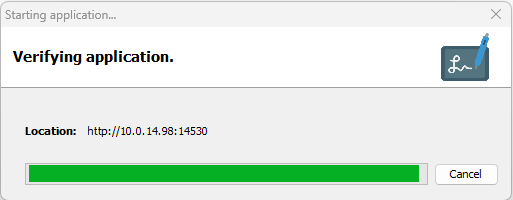 Starting application...
Verifying application.
Location: http://10.0.14.98:14530
Cancel